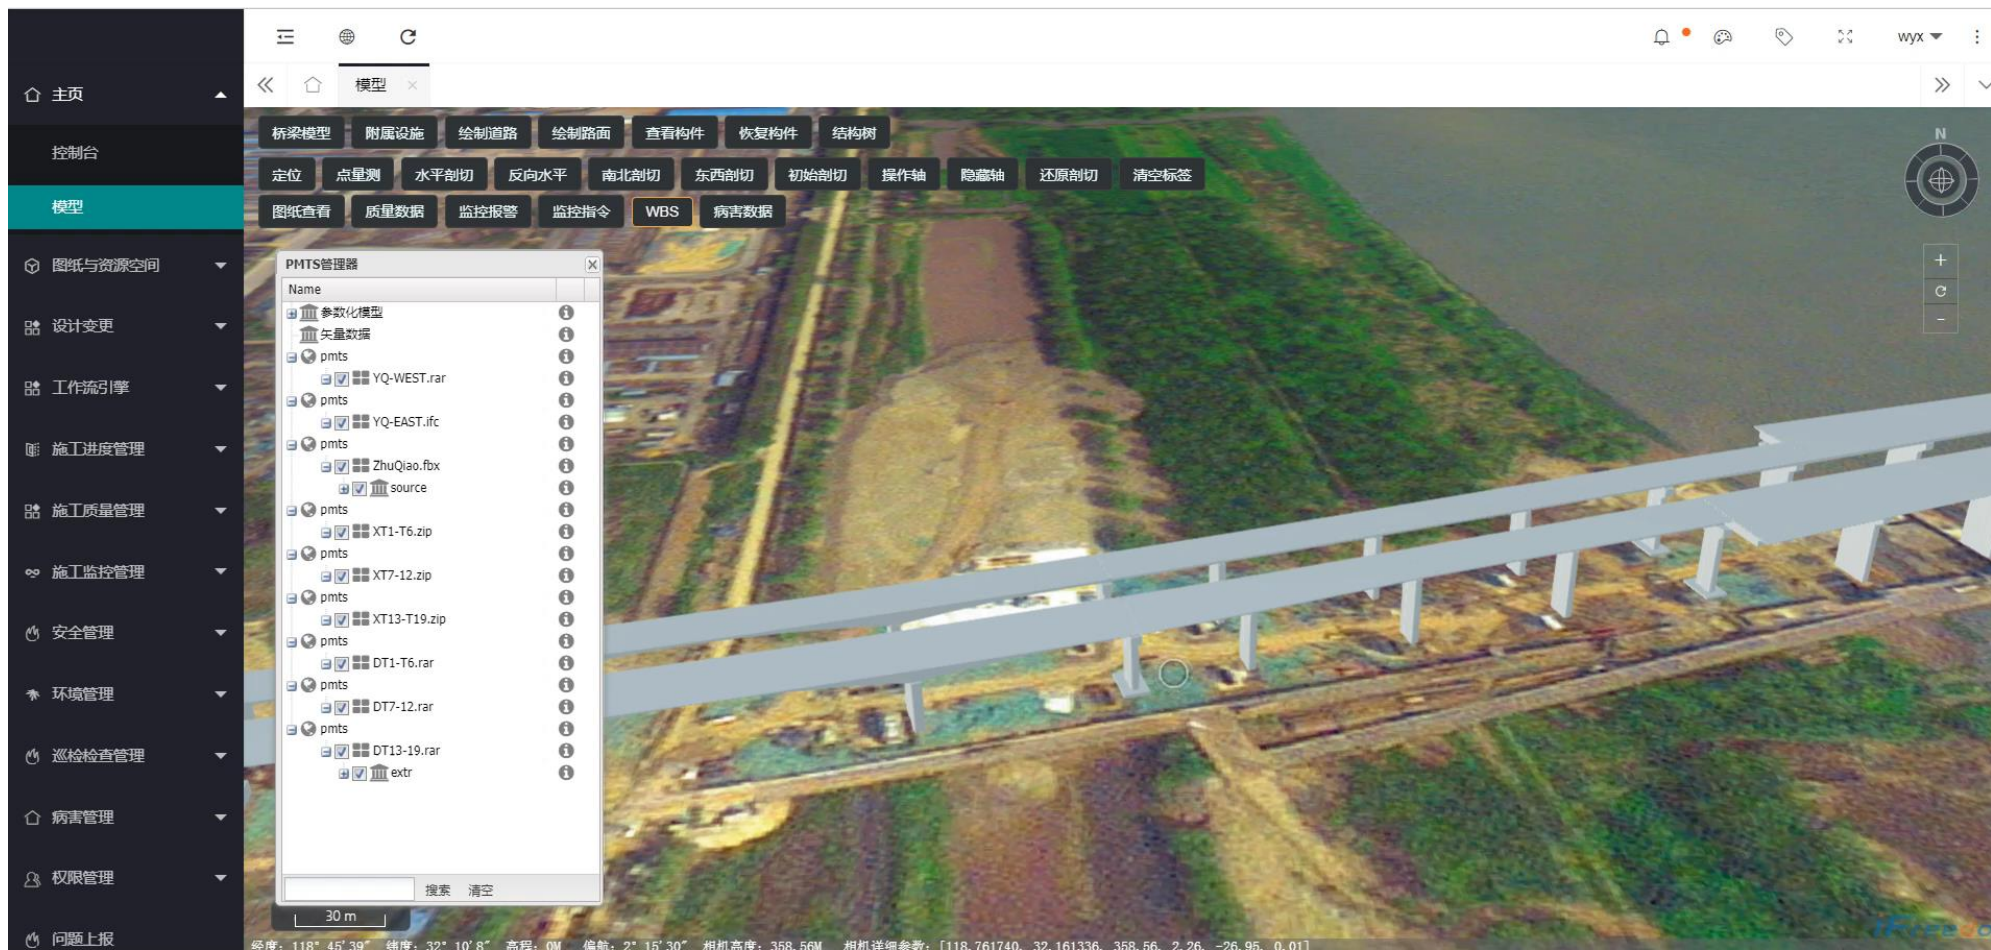 wyx
主页
模型
控制台
模型
图纸与资源空间
设计变更
工作流引擎
施工进度管理
施工质量管理
施工监控管理
安全管理
环境管理
巡检检查管理
病害管理
权限管理
问题上报
桥梁模型 附属设施 绘制道路 绘制路面 查看构件 恢复构件 结构树
定位 点量测 水平剖切 反向水平 南北剖切 东西剖切 初始剖切 操作轴 隐藏轴 还原剖切 清空标签
图纸查看 质量数据 监控报警 监控指令 WBS 病害数据
N
PMTS管理器
Name
参数化模型
矢量数据
pmts
YQ-WEST.rar
pmts
YQ-EAST.ifc
pmts
ZhuQiao.fbx
source
pmts
XT1-T6.zip
pmts
XT7-12.zip
pmts
XT13-T19.zip
pmts
DT1-T6.rar
pmts
DT7-12.rar
pmts
DT13-19.rar
extr
搜索 清空
30 m
经度: 118° 45′39″ 纬度: 32° 10′8″ 高程: 0M 偏航: 2° 15′30″ 相机高度: 358.56M 相机详细参数: [118.761740, 32.161336, 358.56, 2.26, -26.95, 0.01]